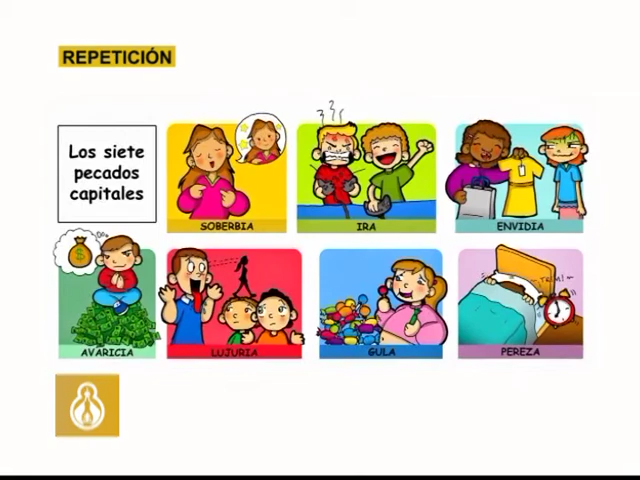 REPETICIÓN
Los siete
pecados
capitales
SOBERBIA
IRA
ENVIDIA
$
AVARICIA
LUJURIA
GULA
PEREZA